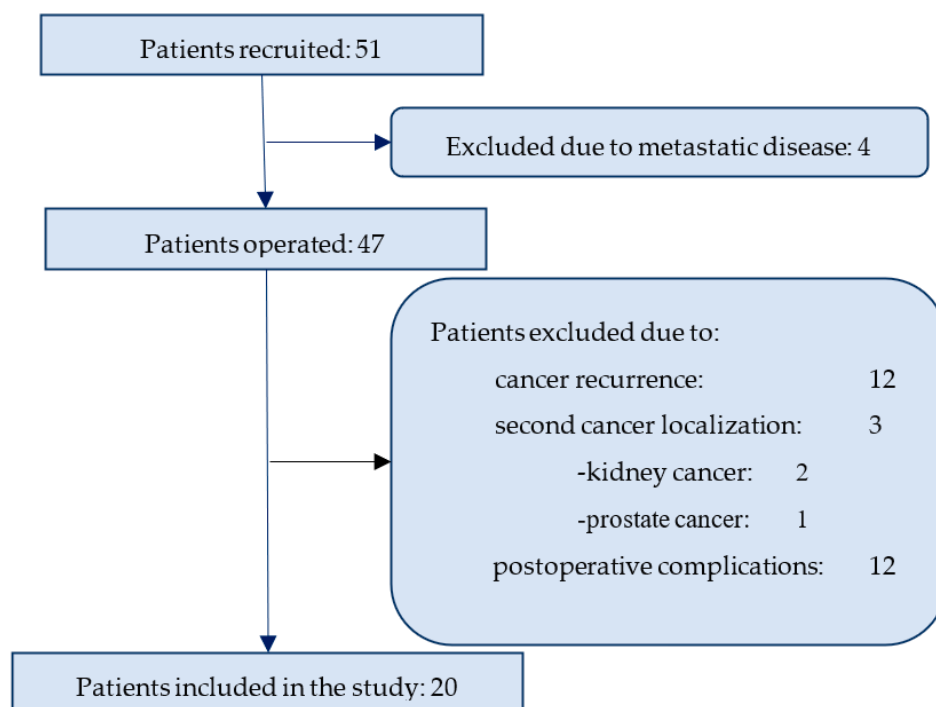 Patients recruited: 51
Excluded due to metastatic disease: 4
Patients operated: 47
Patients excluded due to:
cancer recurrence: 12
second cancer localization: 3
-kidney cancer: 2
-prostate cancer: 1
postoperative complications: 12
Patients included in the study: 20